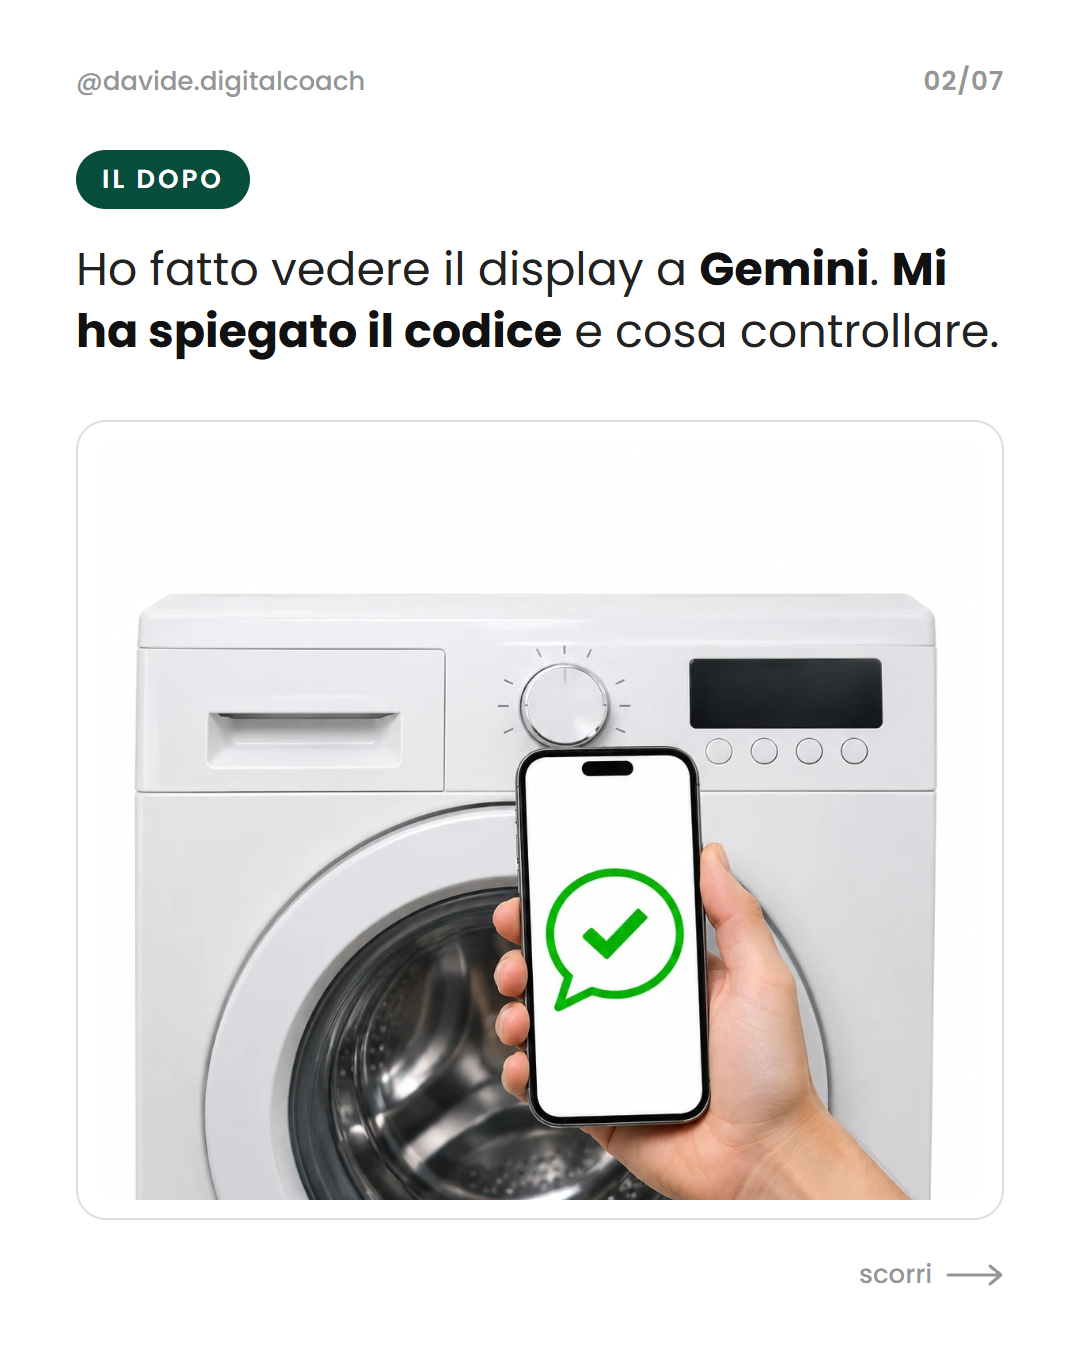 @davide.digitalcoach
02/07
IL DOPO
Ho fatto vedere il display a Gemini. Mi
ha spiegato il codice e cosa controllare.
scorri